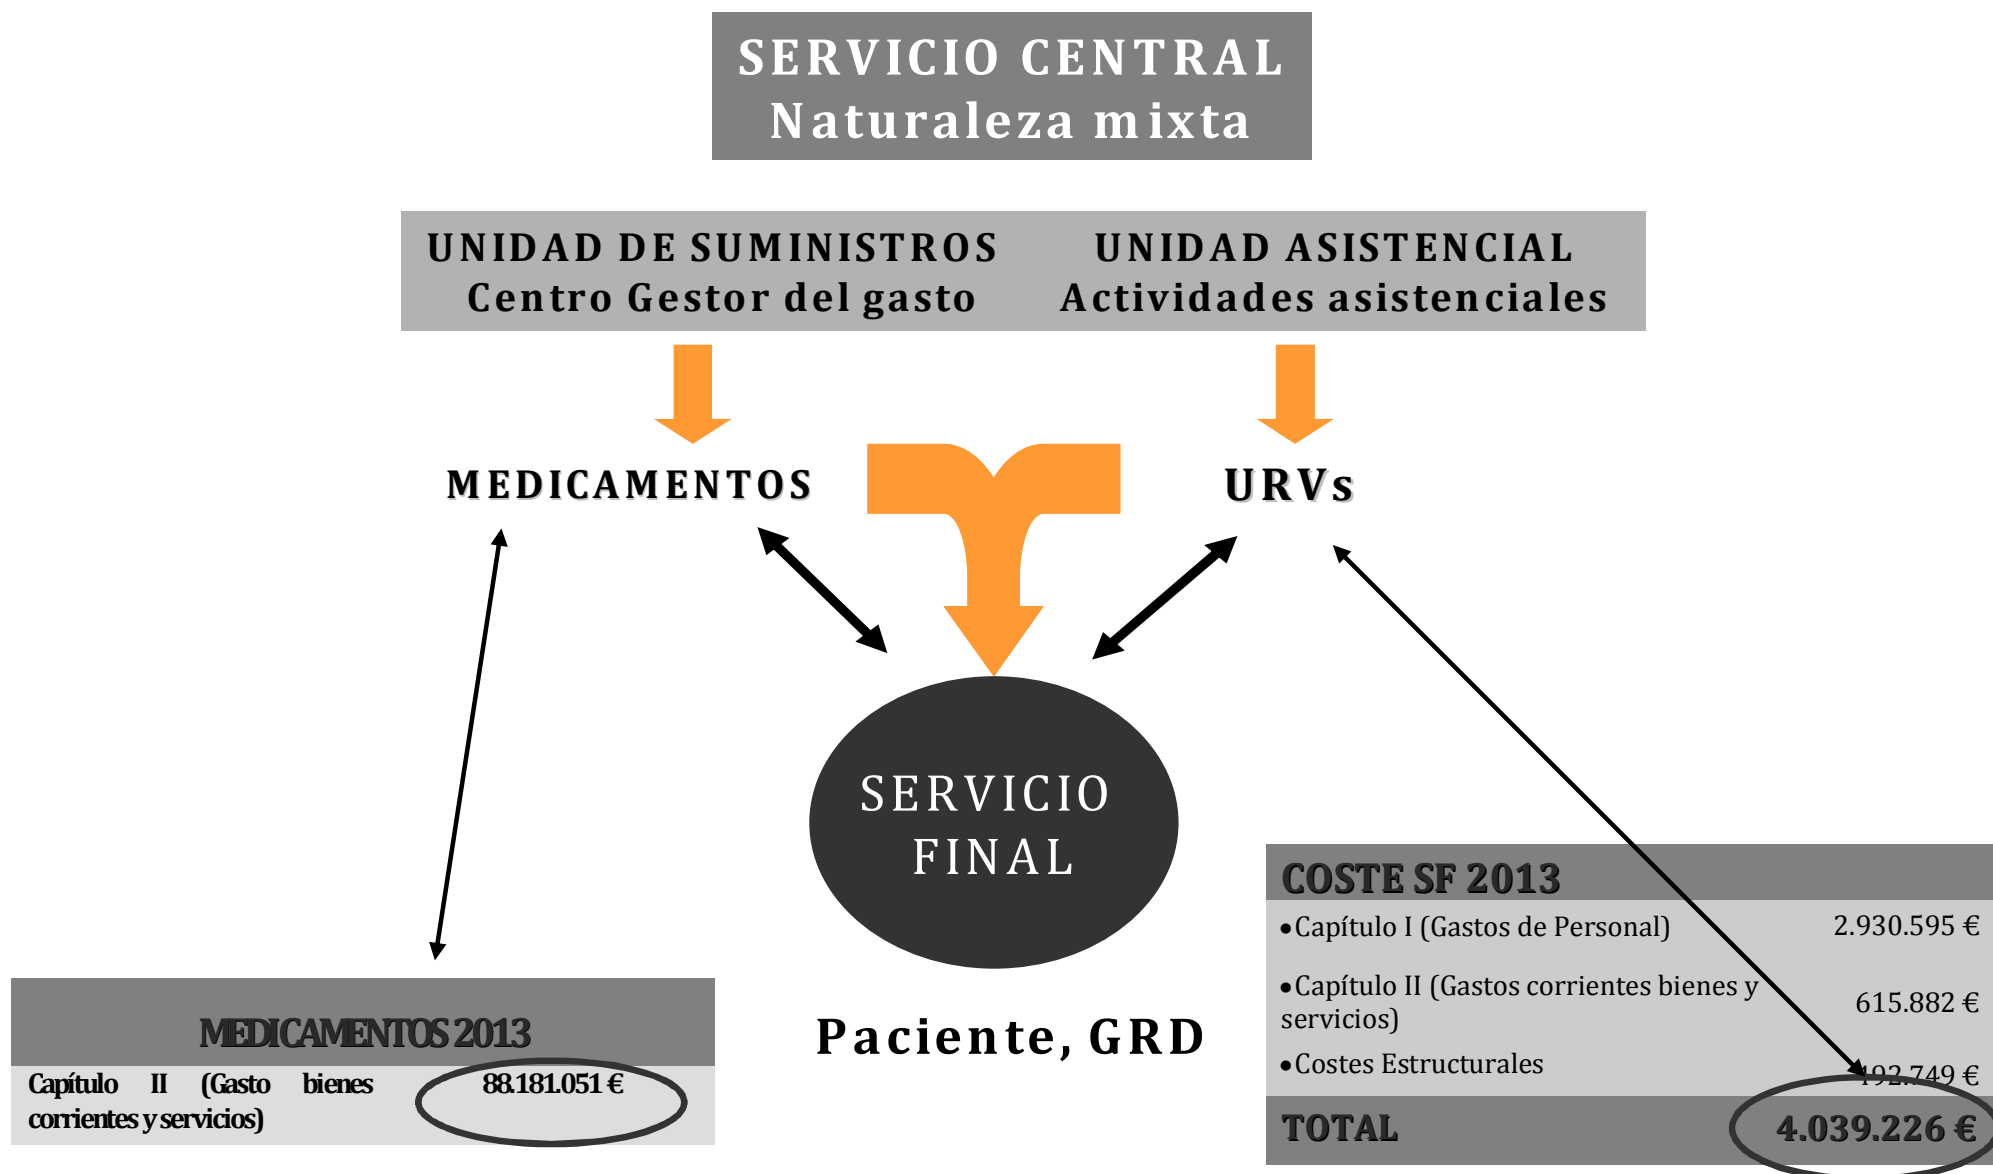 SERVICIO CENTRAL
Naturaleza mixta
UNIDAD DE SUMINISTROS
Centro Gestor del gasto
UNIDAD ASISTENCIAL
Actividades asistenciales
MEDICAMENTOS
URVs
SERVICIO
FINAL
Paciente, GRD
MEDICAMENTOS 2013
Capítulo II (Gasto bienes
corrientes y servicios)
88.181.051 €
COSTE SF 2013
•Capítulo I (Gastos de Personal)
2.930.595 €
•Capítulo II (Gastos corrientes bienes y
servicios)
615.882 €
•Costes Estructurales
492.749 €
TOTAL
4.039.226 €